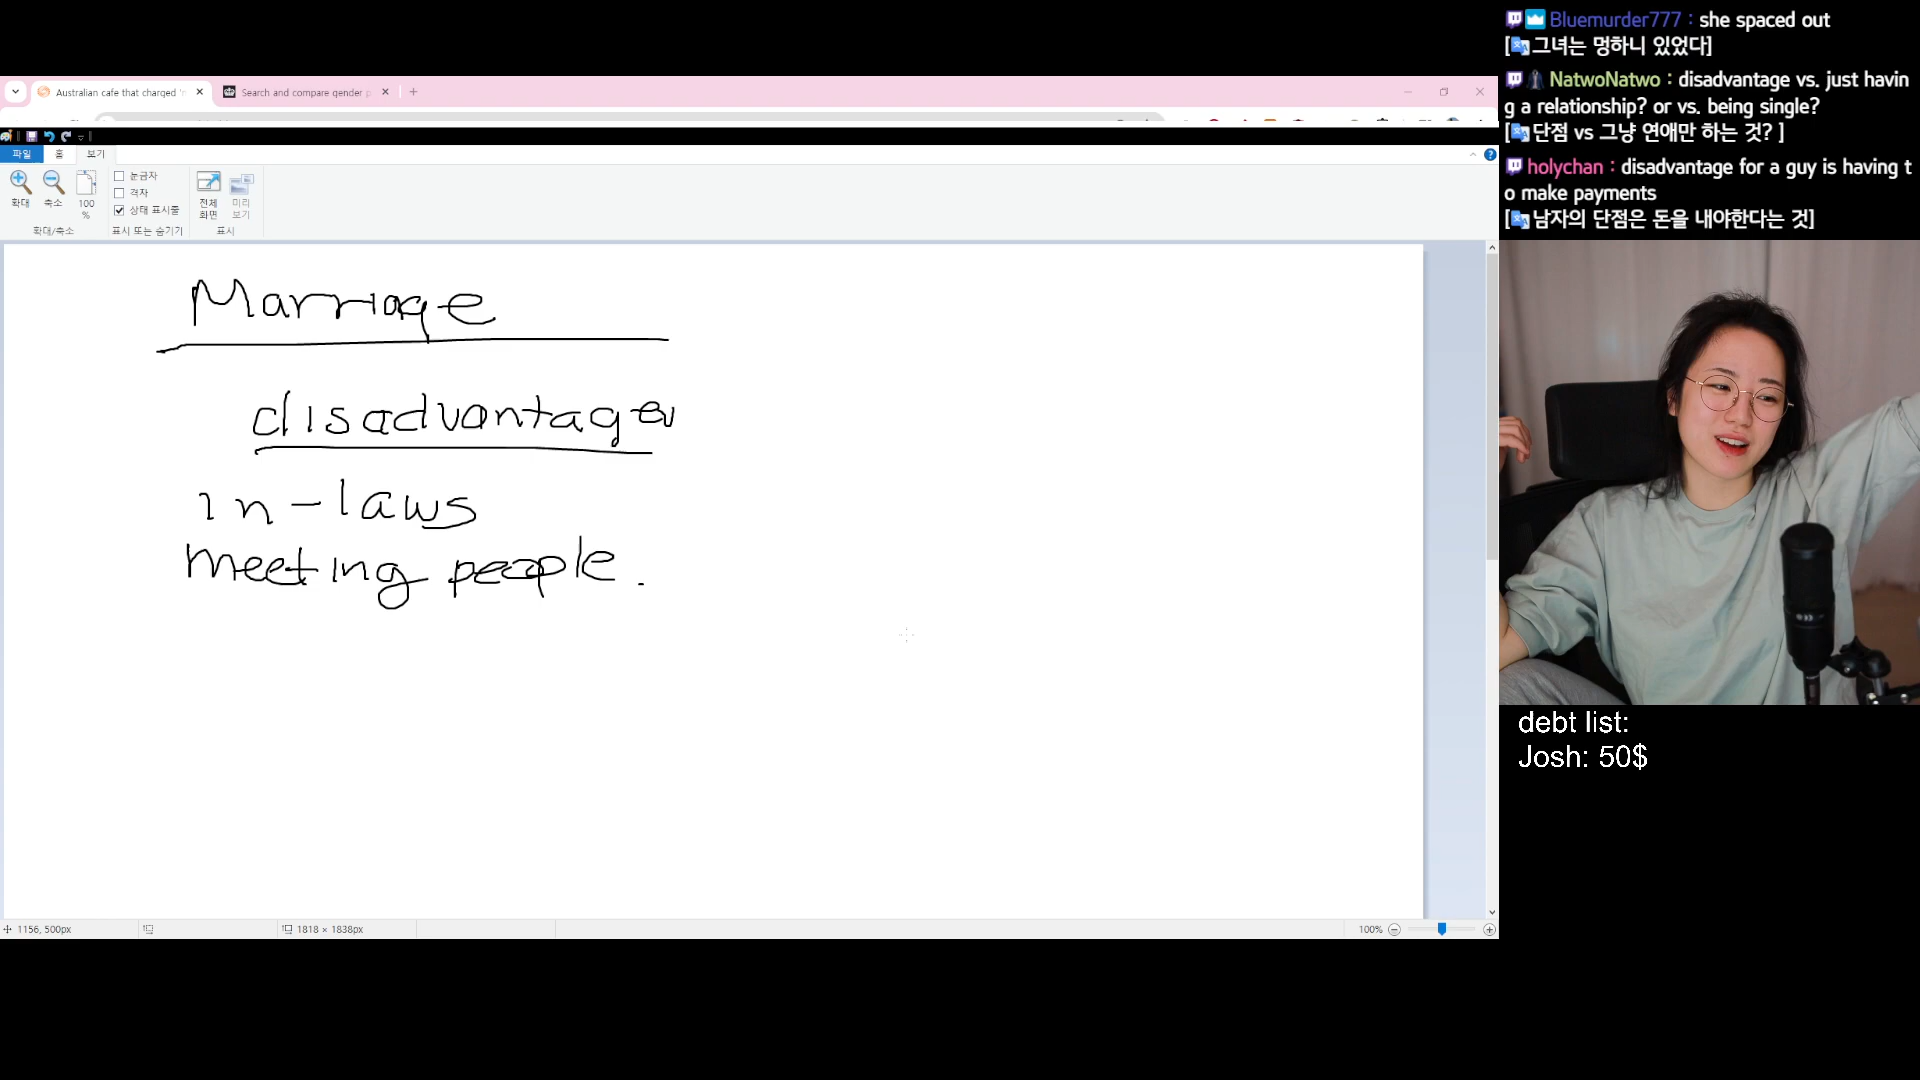 Australian cafe that charged 'm
Search and compare gender p
파일
홈
보기
확대
축소
100
%
눈금자
격자
상태 표시줄
전체
화면
미리
보기
확대/축소
표시 또는 숨기기
표시
Marriage
disadvantages
in-laws
meeting people.
1156, 500px
1818 × 1838px
100%
Bluemurder777 : she spaced out
[그녀는 멍하니 있었다]
NatwoNatwo : disadvantage vs. just havin
g a relationship? or vs. being single?
[단점 vs 그냥 연애만 하는 것? ]
holychan : disadvantage for a guy is having t
o make payments
[남자의 단점은 돈을 내야한다는 것]
debt list:
Josh: 50$